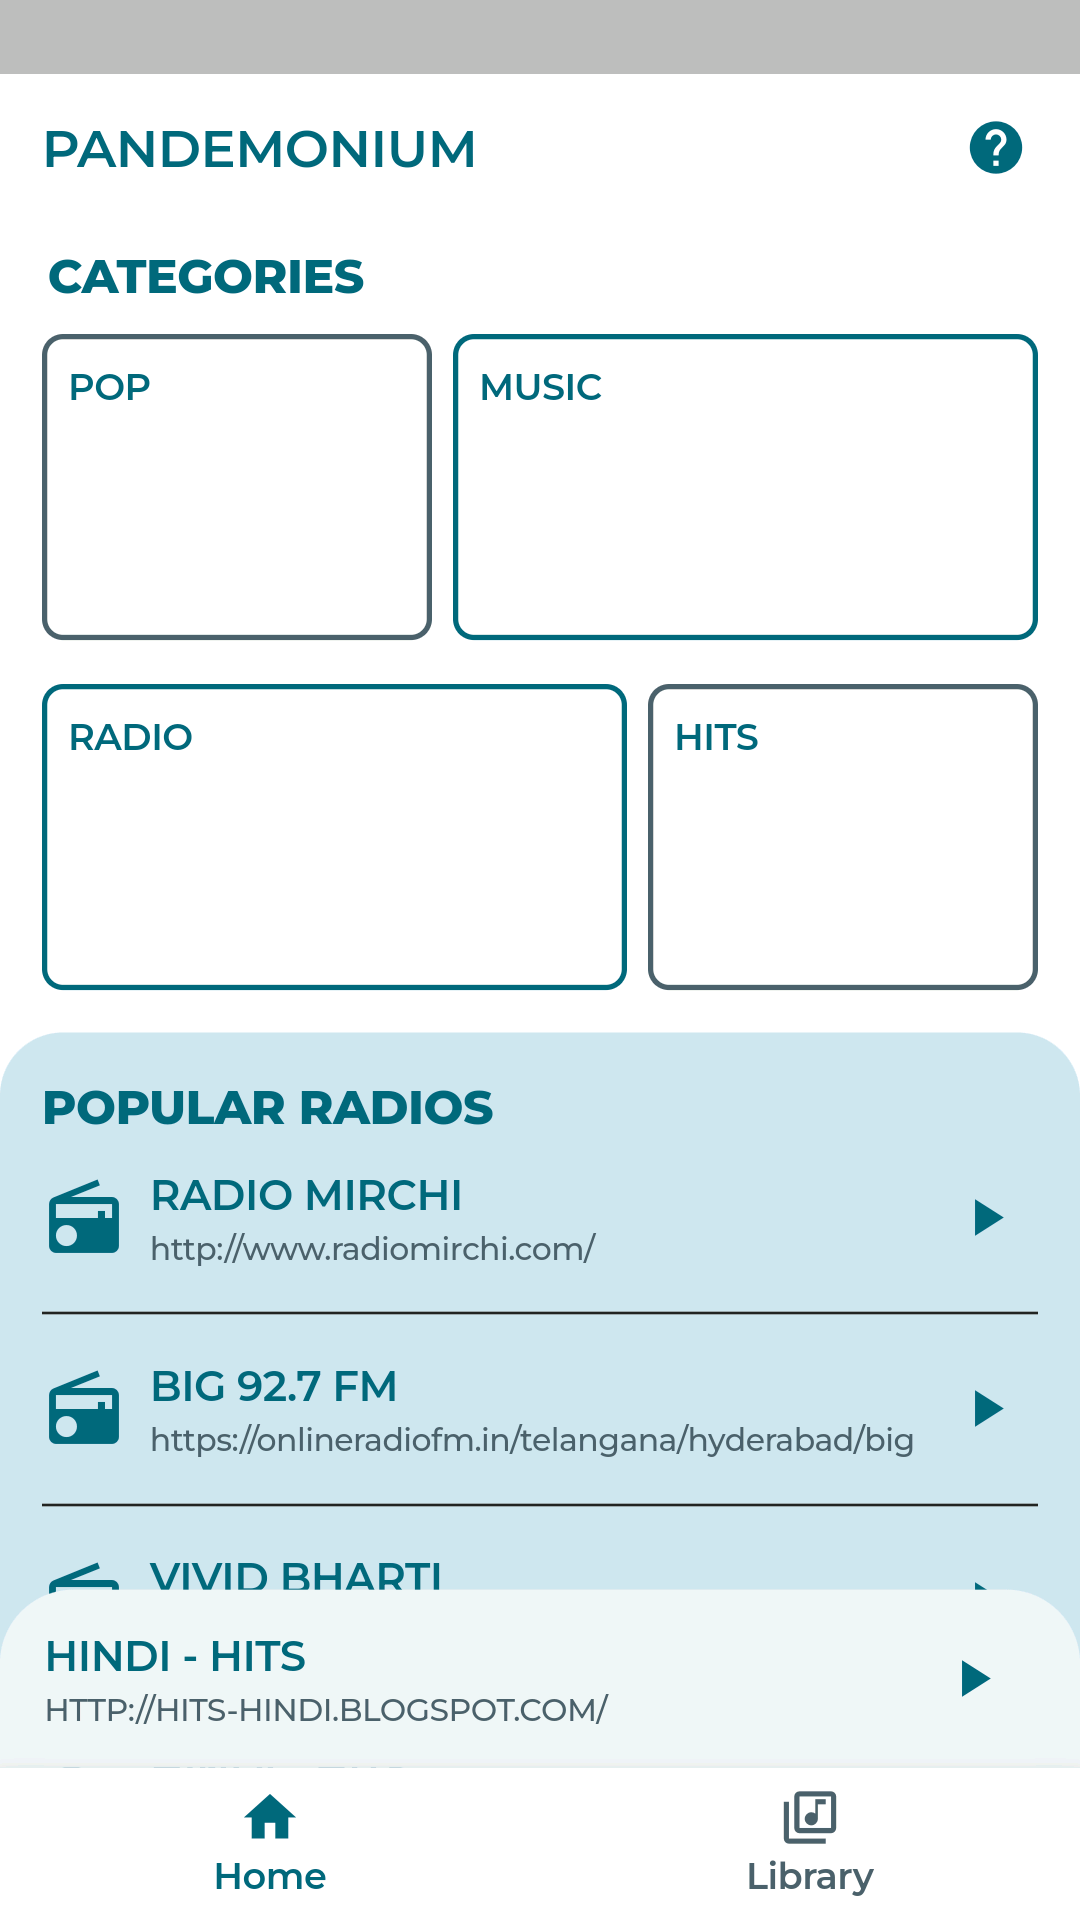 PANDEMONIUM
CATEGORIES
POP
MUSIC
RADIO
HITS
POPULAR RADIOS
RADIO MIRCHI
http://www.radiomirchi.com/
BIG 92.7 FM
https://onlineradiofm.in/telangana/hyderabad/big
VIVID BHARTI
HINDI - HITS
HTTP://HITS-HINDI.BLOGSPOT.COM/
Home
Library